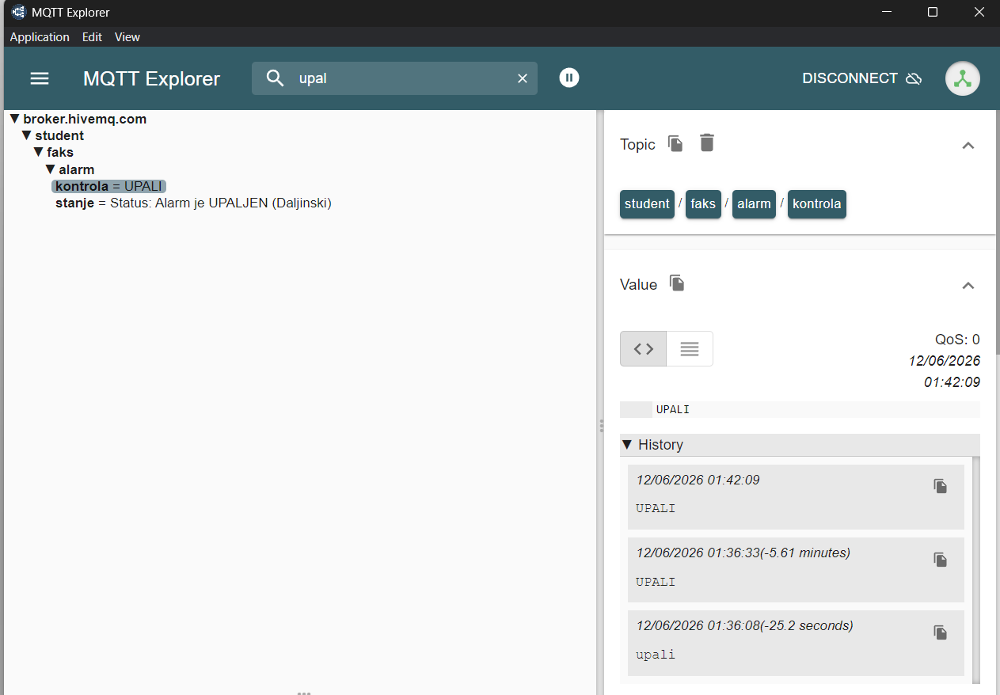 MQTT Explorer
Application Edit View
MQTT Explorer
upal
DISCONNECT
broker.hivemq.com
student
faks
alarm
kontrola = UPALI
stanje = Status: Alarm je UPALJEN (Daljinski)
Topic
student / faks / alarm / kontrola
Value
QoS: 0
12/06/2026
01:42:09
UPALI
History
12/06/2026 01:42:09
UPALI
12/06/2026 01:36:33(-5.61 minutes)
UPALI
12/06/2026 01:36:08(-25.2 seconds)
upali